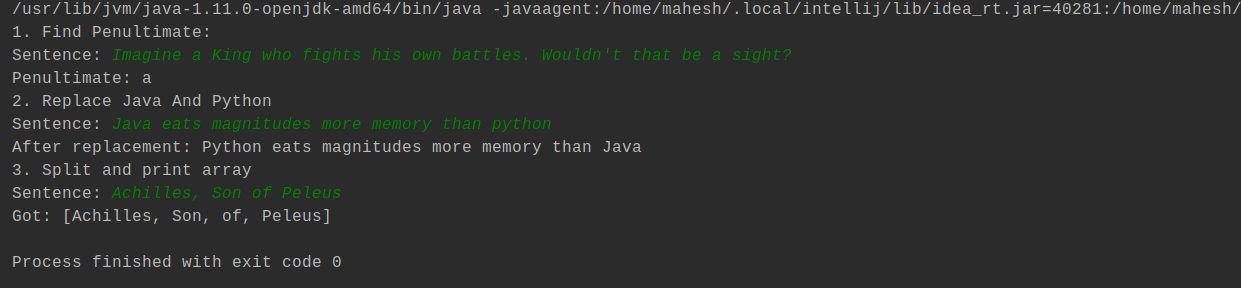 /usr/lib/jvm/java-1.11.0-openjdk-amd64/bin/java -javaagent:/home/mahesh/.local/intellij/lib/idea_rt.jar=40281:/home/mahesh/
1. Find Penultimate:
Sentence: Imagine a King who fights his own battles. Wouldn't that be a sight?
Penultimate: a
2. Replace Java And Python
Sentence: Java eats magnitudes more memory than python
After replacement: Python eats magnitudes more memory than Java
3. Split and print array
Sentence: Achilles, Son of Peleus
Got: [Achilles, Son, of, Peleus]
Process finished with exit code 0